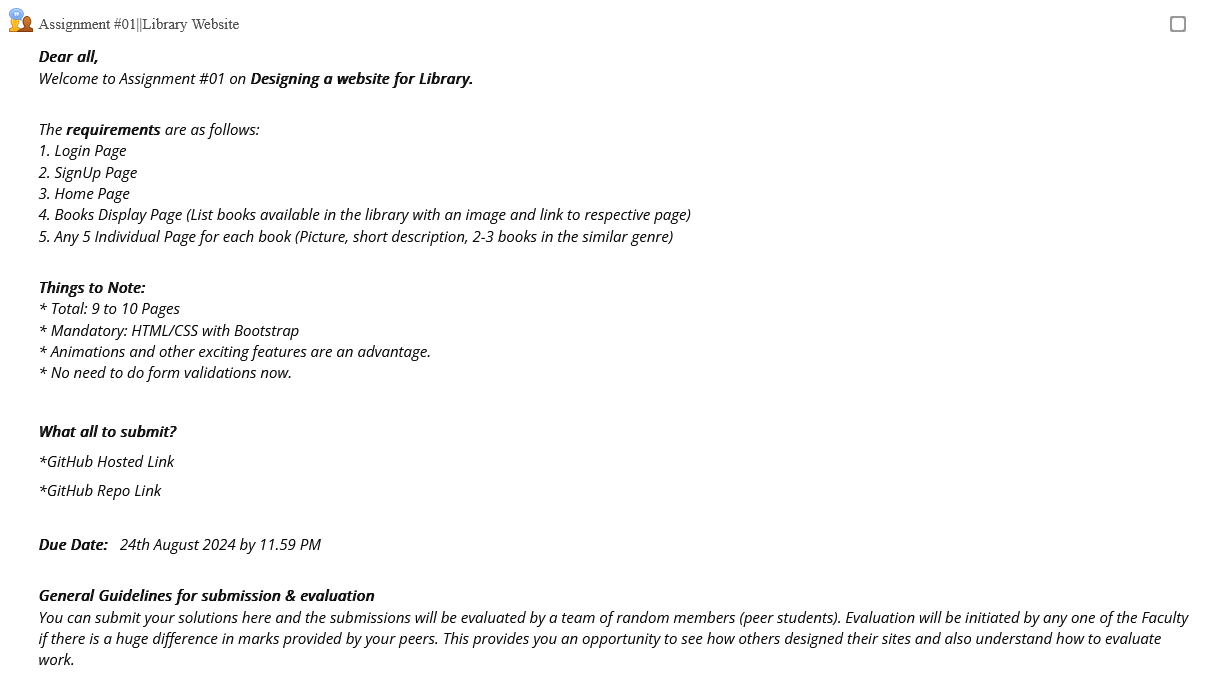 Assignment #01||Library Website
Dear all,
Welcome to Assignment #01 on Designing a website for Library.
The requirements are as follows:
1. Login Page
2. SignUp Page
3. Home Page
4. Books Display Page (List books available in the library with an image and link to respective page)
5. Any 5 Individual Page for each book (Picture, short description, 2-3 books in the similar genre)
Things to Note:
* Total: 9 to 10 Pages
* Mandatory: HTML/CSS with Bootstrap
* Animations and other exciting features are an advantage.
* No need to do form validations now.
What all to submit?
*GitHub Hosted Link
*GitHub Repo Link
Due Date: 24th August 2024 by 11.59 PM
General Guidelines for submission & evaluation
You can submit your solutions here and the submissions will be evaluated by a team of random members (peer students). Evaluation will be initiated by any one of the Faculty
if there is a huge difference in marks provided by your peers. This provides you an opportunity to see how others designed their sites and also understand how to evaluate
work.